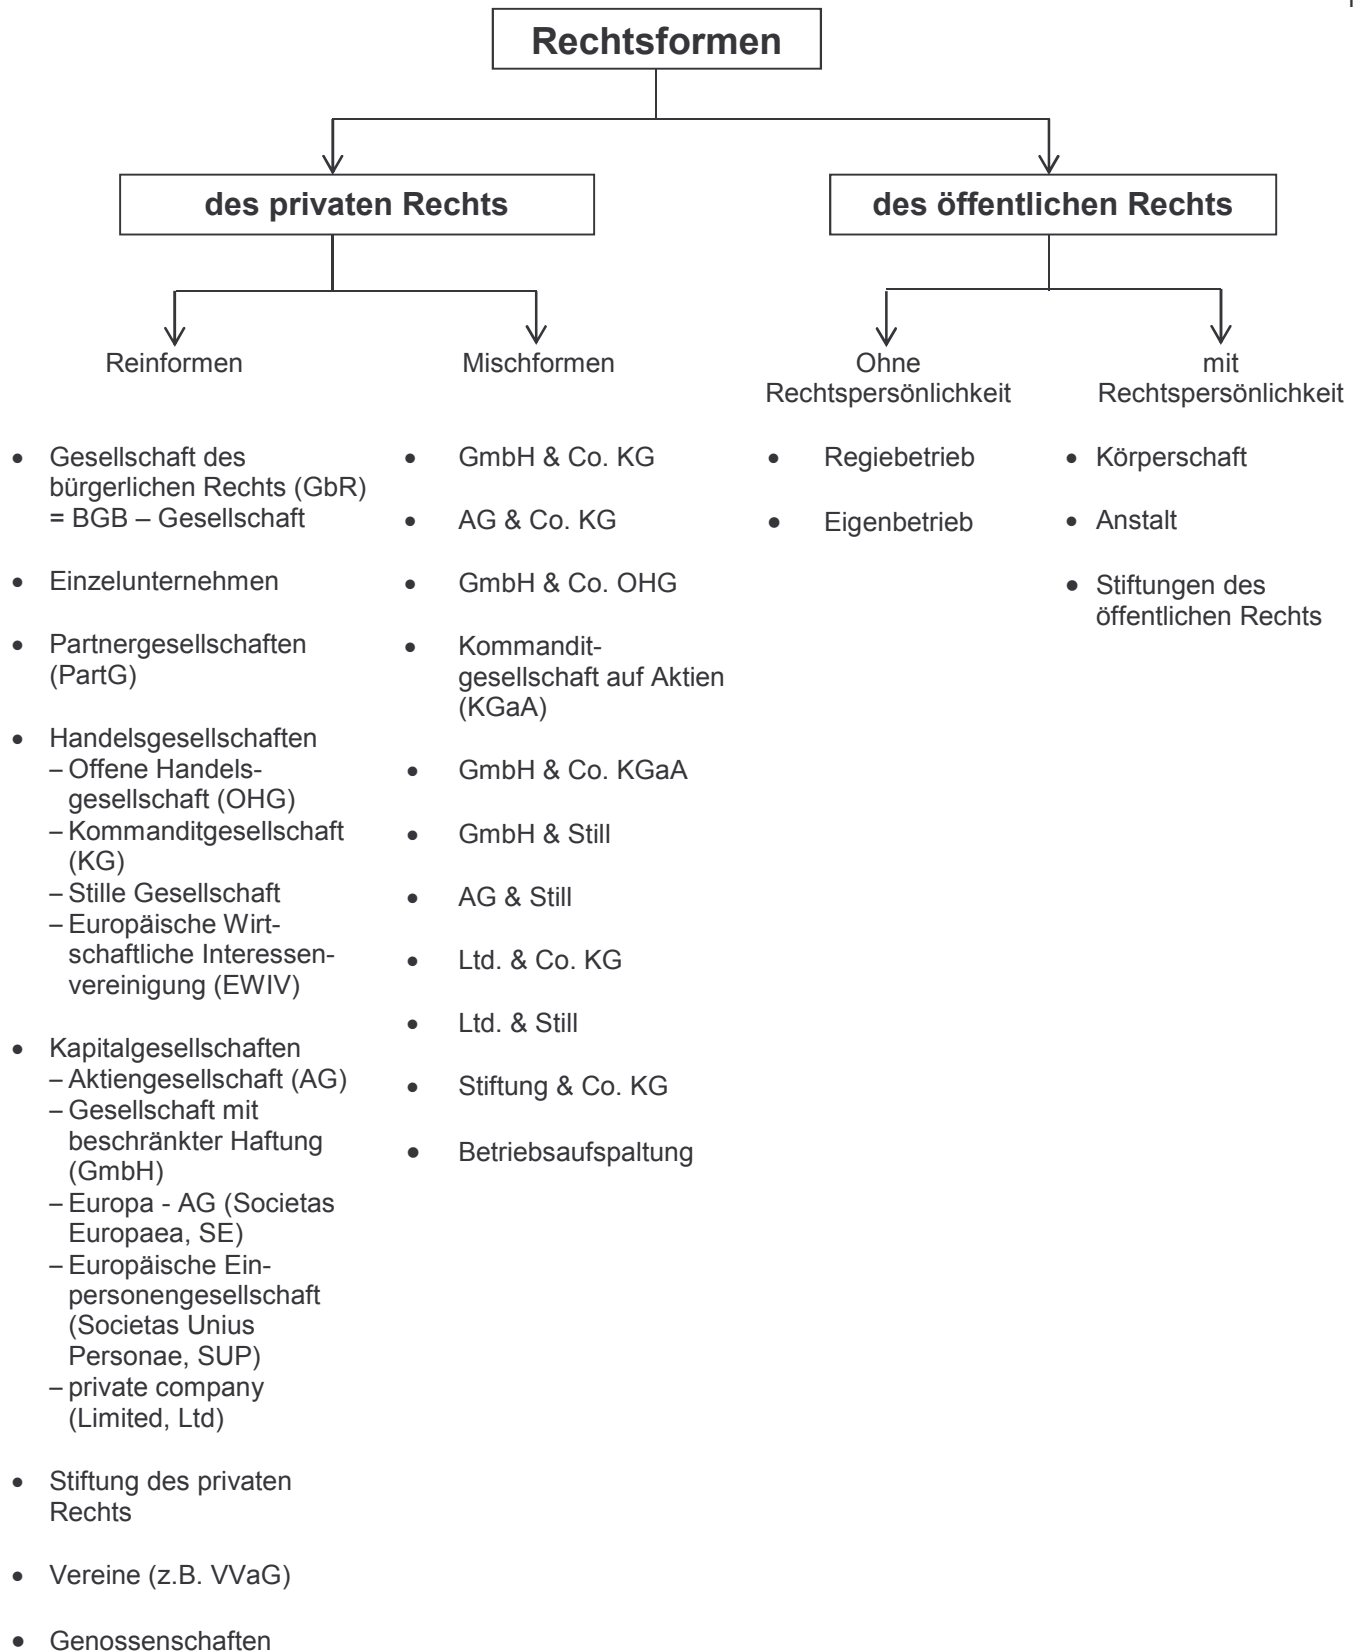 Rechtsformen
des privaten Rechts
des öffentlichen Rechts
Reinformen
Mischformen
Ohne
Rechtspersönlichkeit
mit
Rechtspersönlichkeit
• Gesellschaft des
bürgerlichen Rechts (GbR)
= BGB – Gesellschaft
• Einzelunternehmen
• Partnergesellschaften
(PartG)
• Handelsgesellschaften
– Offene Handels-
gesellschaft (OHG)
– Kommanditgesellschaft
(KG)
– Stille Gesellschaft
– Europäische Wirt-
schaftliche Interessen-
vereinigung (EWIV)
• Kapitalgesellschaften
– Aktiengesellschaft (AG)
– Gesellschaft mit
beschränkter Haftung
(GmbH)
– Europa - AG (Societas
Europaea, SE)
– Europäische Ein-
personengesellschaft
(Societas Unius
Personae, SUP)
– private company
(Limited, Ltd)
• Stiftung des privaten
Rechts
• Vereine (z.B. VVaG)
• Genossenschaften
• GmbH & Co. KG
• AG & Co. KG
• GmbH & Co. OHG
• Kommandit-
gesellschaft auf Aktien
(KGaA)
• GmbH & Co. KGaA
• GmbH & Still
• AG & Still
• Ltd. & Co. KG
• Ltd. & Still
• Stiftung & Co. KG
• Betriebsaufspaltung
• Regiebetrieb
• Eigenbetrieb
• Körperschaft
• Anstalt
• Stiftungen des
öffentlichen Rechts